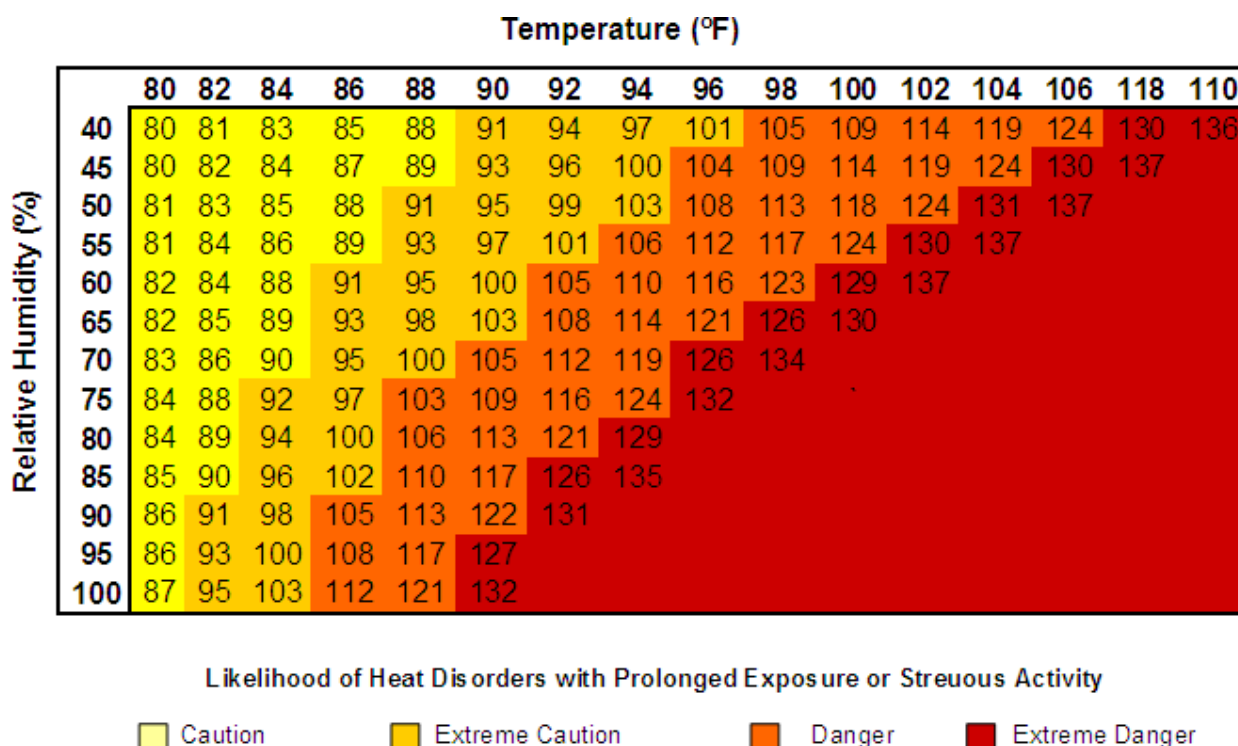 Temperature (ºF)
80 82 84 86 88 90 92 94 96 98 100 102 104 106 118 110
Relative Humidity (%)
40 80 81 83 85 88 91 94 97 101 105 109 114 119 124 130 136
45 80 82 84 87 89 93 96 100 104 109 114 119 124 130 137
50 81 83 85 88 91 95 99 103 108 113 118 124 131 137
55 81 84 86 89 93 97 101 106 112 117 124 130 137
60 82 84 88 91 95 100 105 110 116 123 129 137
65 82 85 89 93 98 103 108 114 121 126 130
70 83 86 90 95 100 105 112 119 126 134
75 84 88 92 97 103 109 116 124 132 `
80 84 89 94 100 106 113 121 129
85 85 90 96 102 110 117 126 135
90 86 91 98 105 113 122 131
95 86 93 100 108 117 127
100 87 95 103 112 121 132
Likelihood of Heat Disorders with Prolonged Exposure or Streuous Activity
Caution Extreme Caution Danger Extreme Danger